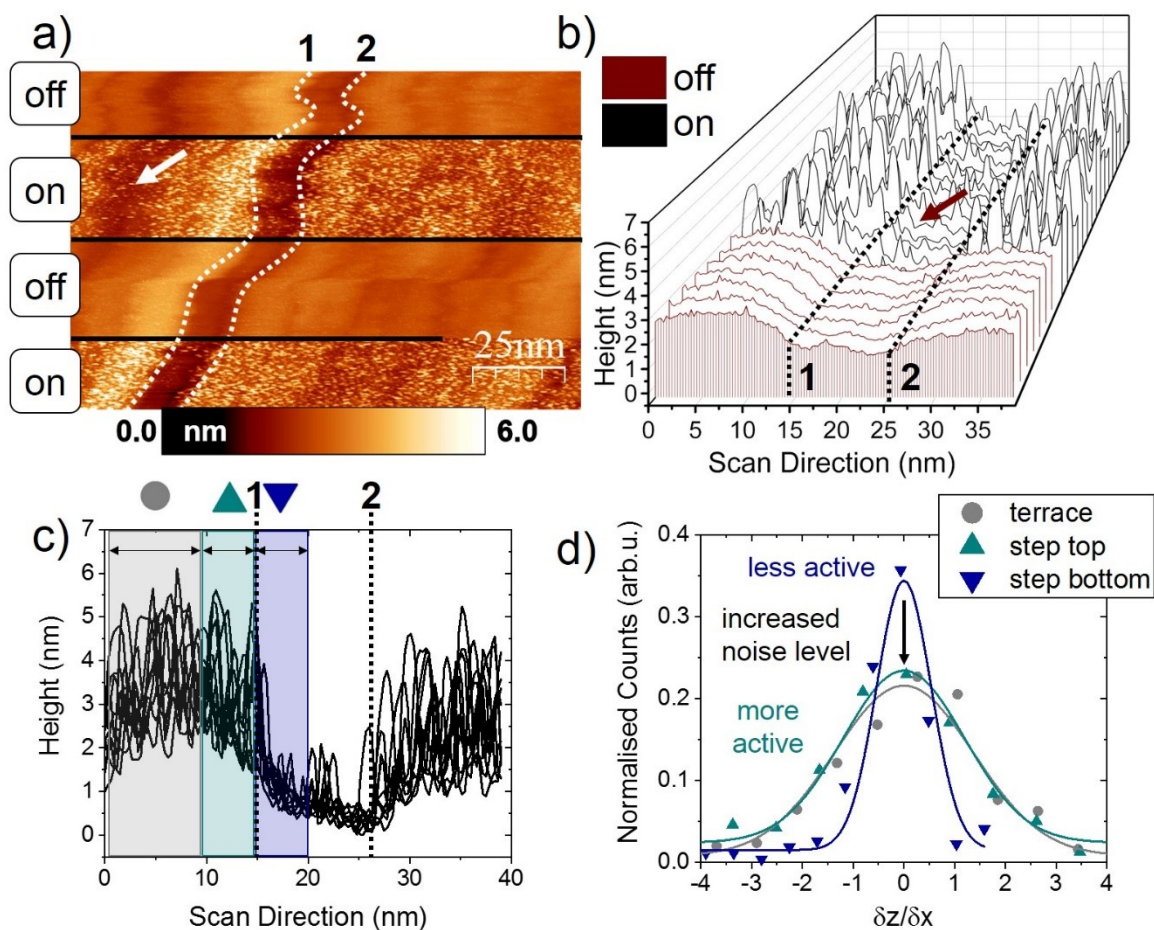 a)
1 2
off
on
off
on
25nm
0.0 nm 6.0
b)
off
on
Height (nm)
7
6
5
4
3
2
1
0
1
2
0 5 10 15 20 25 30 35
Scan Direction (nm)
c)
1 2
Height (nm)
7
6
5
4
3
2
1
0
0 10 20 30 40
Scan Direction (nm)
d)
terrace
step top
step bottom
less active
increased
noise level
more
active
Normalised Counts (arb.u.)
0.4
0.3
0.2
0.1
0.0
-4 -3 -2 -1 0 1 2 3 4
δz/δx